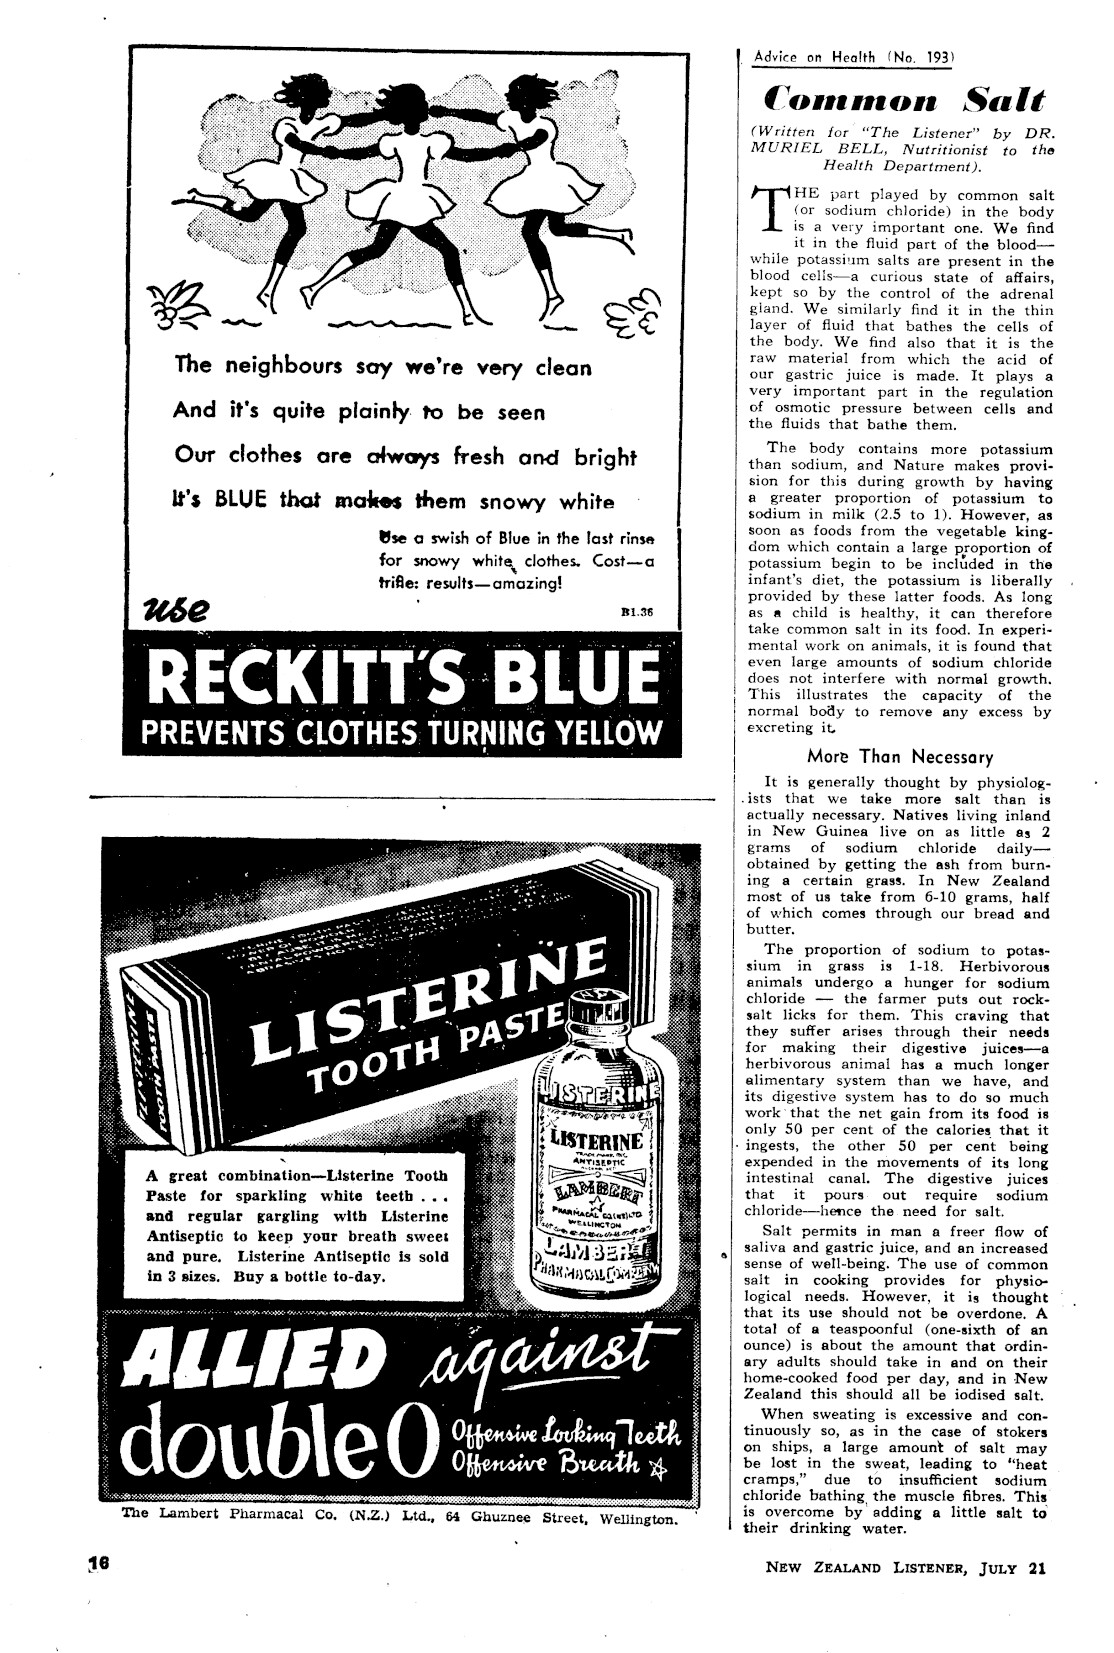 The neighbours say we're very clean
And it's quite plainly to be seen
Our clothes are always fresh and bright
It's BLUE that makes them snowy white
Use a swish of Blue in the last rinse
for snowy white clothes. Cost—a
trifle: results—amazing!
use
B1.36
RECKITT'S BLUE
PREVENTS CLOTHES TURNING YELLOW
LISTERINE
TOOTH PASTE
LISTERINE
TOOTH PASTE
LISTERINE
LISTERINE
ANTISEPTIC
LAMBERT
PHARMACAL CO.(N.Z.)LTD.
WELLINGTON
LAMBERT
PHARMACAL COMPANY
A great combination—Listerine Tooth
Paste for sparkling white teeth . . .
and regular gargling with Listerine
Antiseptic to keep your breath sweet
and pure. Listerine Antiseptic is sold
in 3 sizes. Buy a bottle to-day.
ALLIED against
double O
Offensive Looking Teeth
Offensive Breath
The Lambert Pharmacal Co. (N.Z.) Ltd., 64 Ghuznee Street, Wellington.
Advice on Health (No. 193)
Common Salt
(Written for "The Listener" by DR.
MURIEL BELL, Nutritionist to the
Health Department).
THE part played by common salt
(or sodium chloride) in the body
is a very important one. We find
it in the fluid part of the blood—
while potassium salts are present in the
blood cells—a curious state of affairs,
kept so by the control of the adrenal
gland. We similarly find it in the thin
layer of fluid that bathes the cells of
the body. We find also that it is the
raw material from which the acid of
our gastric juice is made. It plays a
very important part in the regulation
of osmotic pressure between cells and
the fluids that bathe them.
The body contains more potassium
than sodium, and Nature makes provi-
sion for this during growth by having
a greater proportion of potassium to
sodium in milk (2.5 to 1). However, as
soon as foods from the vegetable king-
dom which contain a large proportion of
potassium begin to be included in the
infant's diet, the potassium is liberally
provided by these latter foods. As long
as a child is healthy, it can therefore
take common salt in its food. In experi-
mental work on animals, it is found that
even large amounts of sodium chloride
does not interfere with normal growth.
This illustrates the capacity of the
normal body to remove any excess by
excreting it.
More Than Necessary
It is generally thought by physiolog-
ists that we take more salt than is
actually necessary. Natives living inland
in New Guinea live on as little as 2
grams of sodium chloride daily—
obtained by getting the ash from burn-
ing a certain grass. In New Zealand
most of us take from 6-10 grams, half
of which comes through our bread and
butter.
The proportion of sodium to potas-
sium in grass is 1-18. Herbivorous
animals undergo a hunger for sodium
chloride — the farmer puts out rock-
salt licks for them. This craving that
they suffer arises through their needs
for making their digestive juices—a
herbivorous animal has a much longer
alimentary system than we have, and
its digestive system has to do so much
work that the net gain from its food is
only 50 per cent of the calories that it
ingests, the other 50 per cent being
expended in the movements of its long
intestinal canal. The digestive juices
that it pours out require sodium
chloride—hence the need for salt.
Salt permits in man a freer flow of
saliva and gastric juice, and an increased
sense of well-being. The use of common
salt in cooking provides for physio-
logical needs. However, it is thought
that its use should not be overdone. A
total of a teaspoonful (one-sixth of an
ounce) is about the amount that ordin-
ary adults should take in and on their
home-cooked food per day, and in New
Zealand this should all be iodised salt.
When sweating is excessive and con-
tinuously so, as in the case of stokers
on ships, a large amount of salt may
be lost in the sweat, leading to "heat
cramps," due to insufficient sodium
chloride bathing the muscle fibres. This
is overcome by adding a little salt to
their drinking water.
16
NEW ZEALAND LISTENER, JULY 21